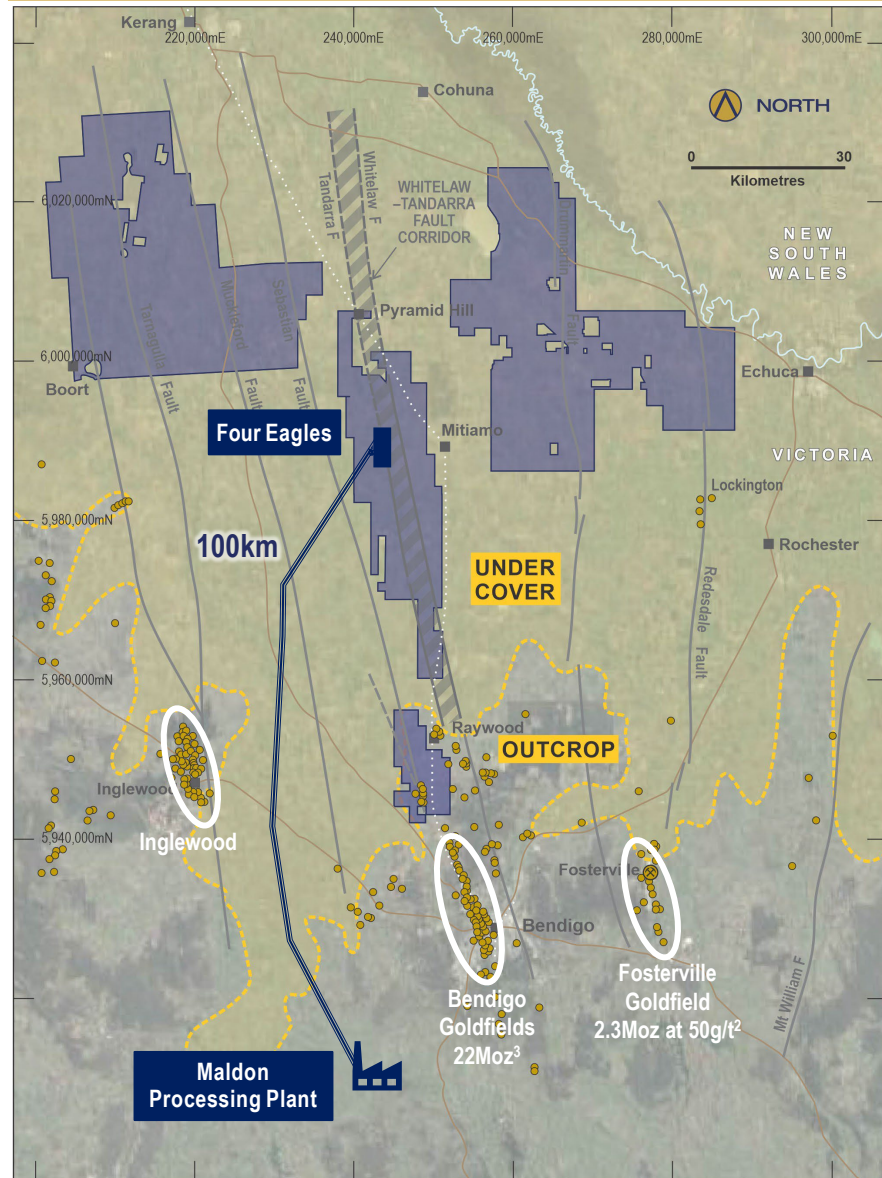 Kerang
220,000mE
240,000mE
260,000mE
280,000mE
300,000mE
Cohuna
NORTH
0
30
Kilometres
6,020,000mN
Whitelaw F
Tandarra F
WHITELAW
–TANDARRA
FAULT
CORRIDOR
NEW
SOUTH
WALES
Tarnagulla
Fault
Muckleford
Fault
Sebastian
Fault
Fault
Pyramid Hill
6,000,000mN
Boort
Echuca
Four Eagles
Mitiamo
VICTORIA
Lockington
5,980,000mN
100km
Rochester
UNDER
COVER
Redesdale
Fault
5,960,000mN
Raywood
OUTCROP
Inglewood
Inglewood
5,940,000mN
Fosterville
Bendigo
Bendigo
Goldfields
22Moz³
Fosterville
Goldfield
2.3Moz at 50g/t²
Mt William F
Maldon
Processing Plant